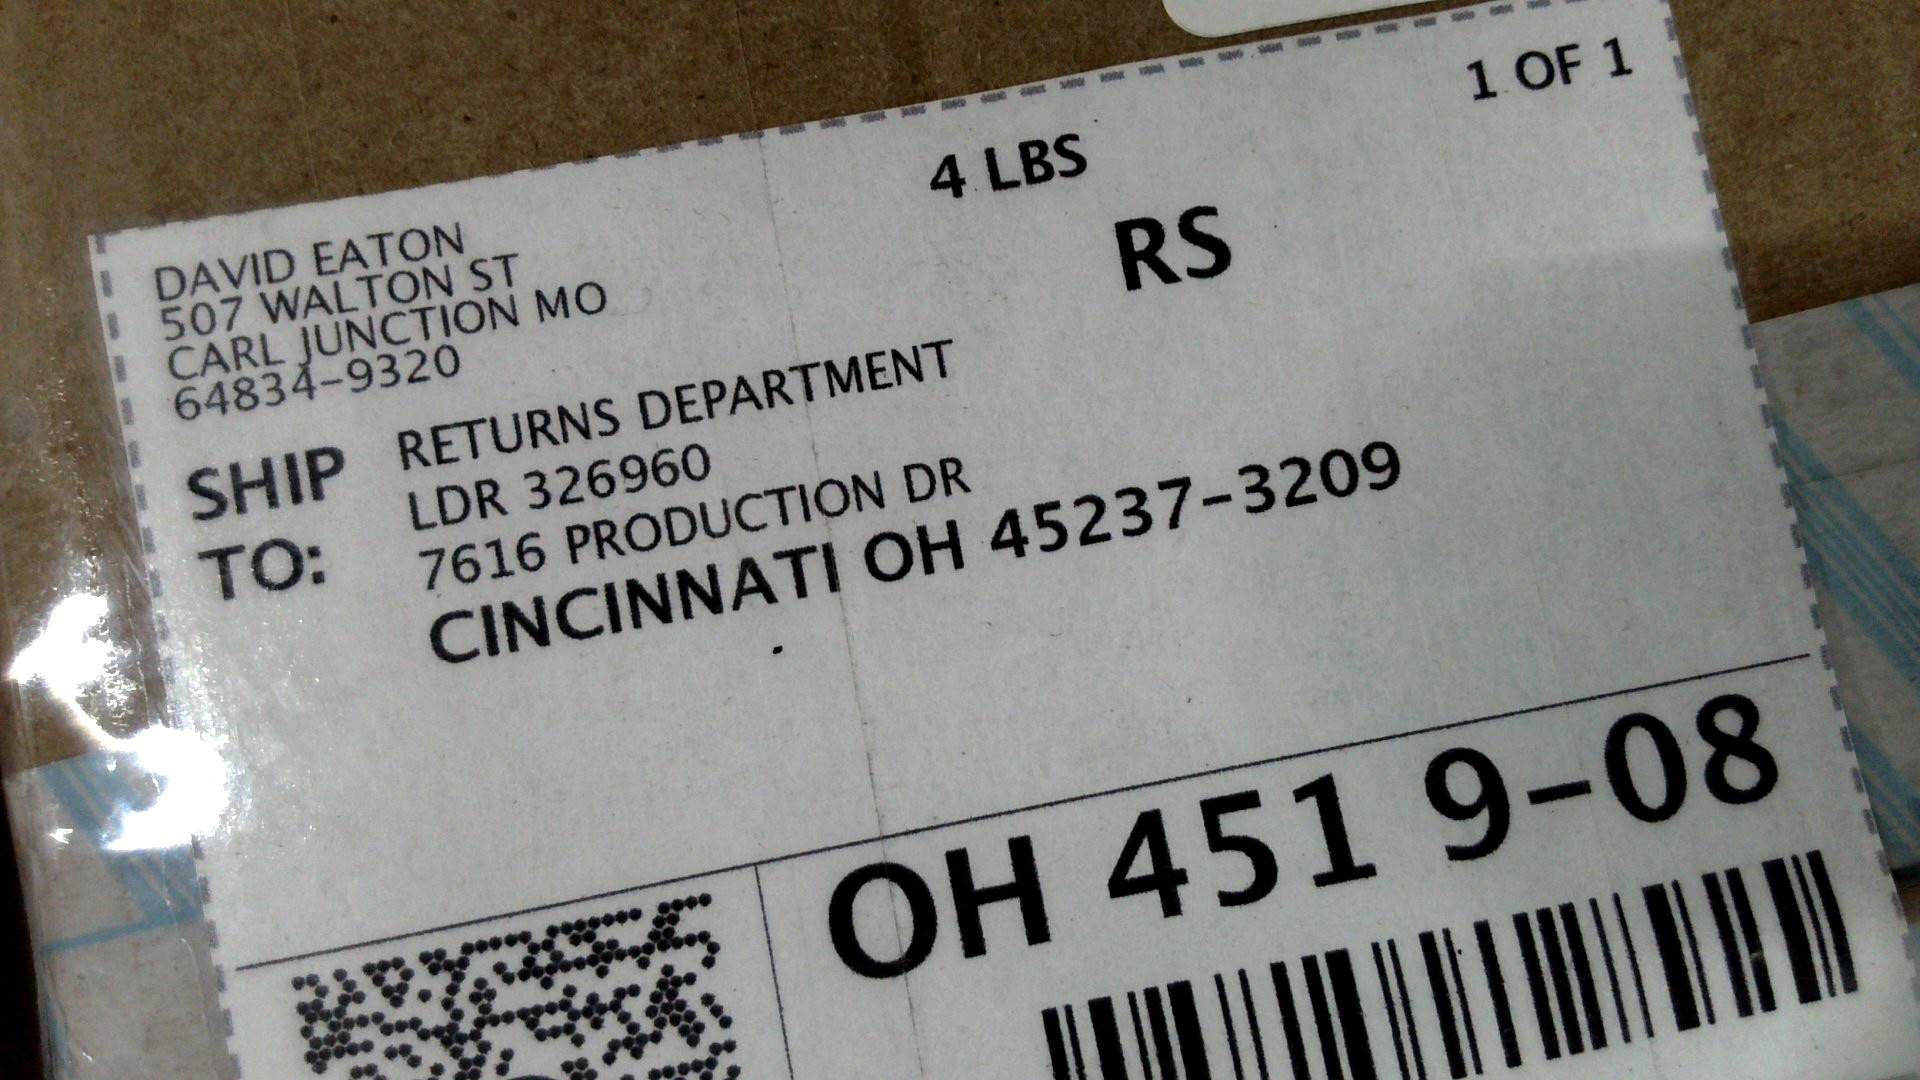 1 OF 1
4 LBS
RS
DAVID EATON
507 WALTON ST
CARL JUNCTION MO
64834-9320
SHIP TO:
RETURNS DEPARTMENT
LDR 326960
7616 PRODUCTION DR
CINCINNATI OH 45237-3209
OH 451 9-08